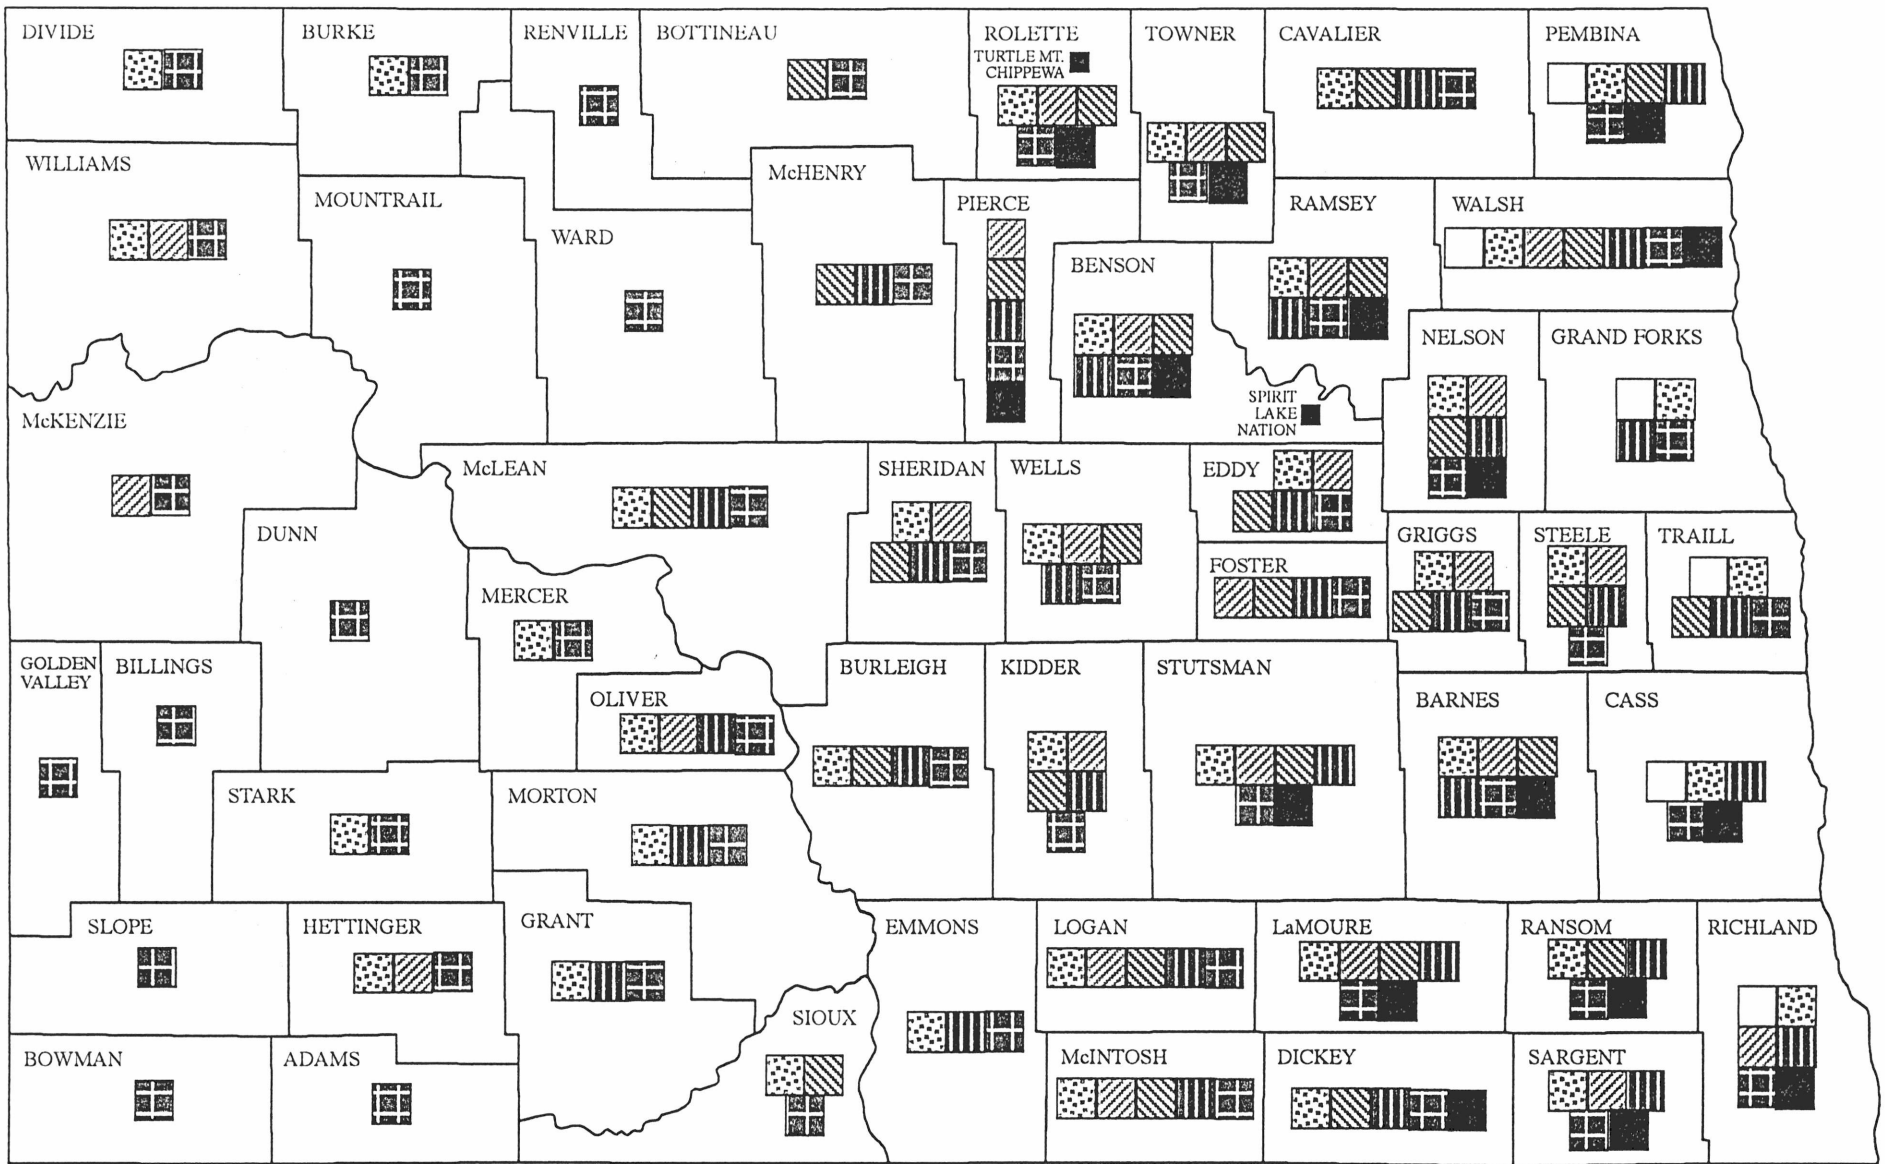 DIVIDE
BURKE
RENVILLE
BOTTINEAU
ROLETTE
TURTLE MT.
CHIPPEWA
TOWNER
CAVALIER
PEMBINA
WILLIAMS
MOUNTRAIL
WARD
McHENRY
PIERCE
BENSON
RAMSEY
WALSH
SPIRIT
LAKE
NATION
NELSON
GRAND FORKS
McKENZIE
DUNN
McLEAN
MERCER
OLIVER
SHERIDAN
WELLS
EDDY
FOSTER
GRIGGS
STEELE
TRAILL
GOLDEN
VALLEY
BILLINGS
STARK
MORTON
BURLEIGH
KIDDER
STUTSMAN
BARNES
CASS
SLOPE
HETTINGER
GRANT
SIOUX
EMMONS
LOGAN
LaMOURE
RANSOM
RICHLAND
BOWMAN
ADAMS
McINTOSH
DICKEY
SARGENT